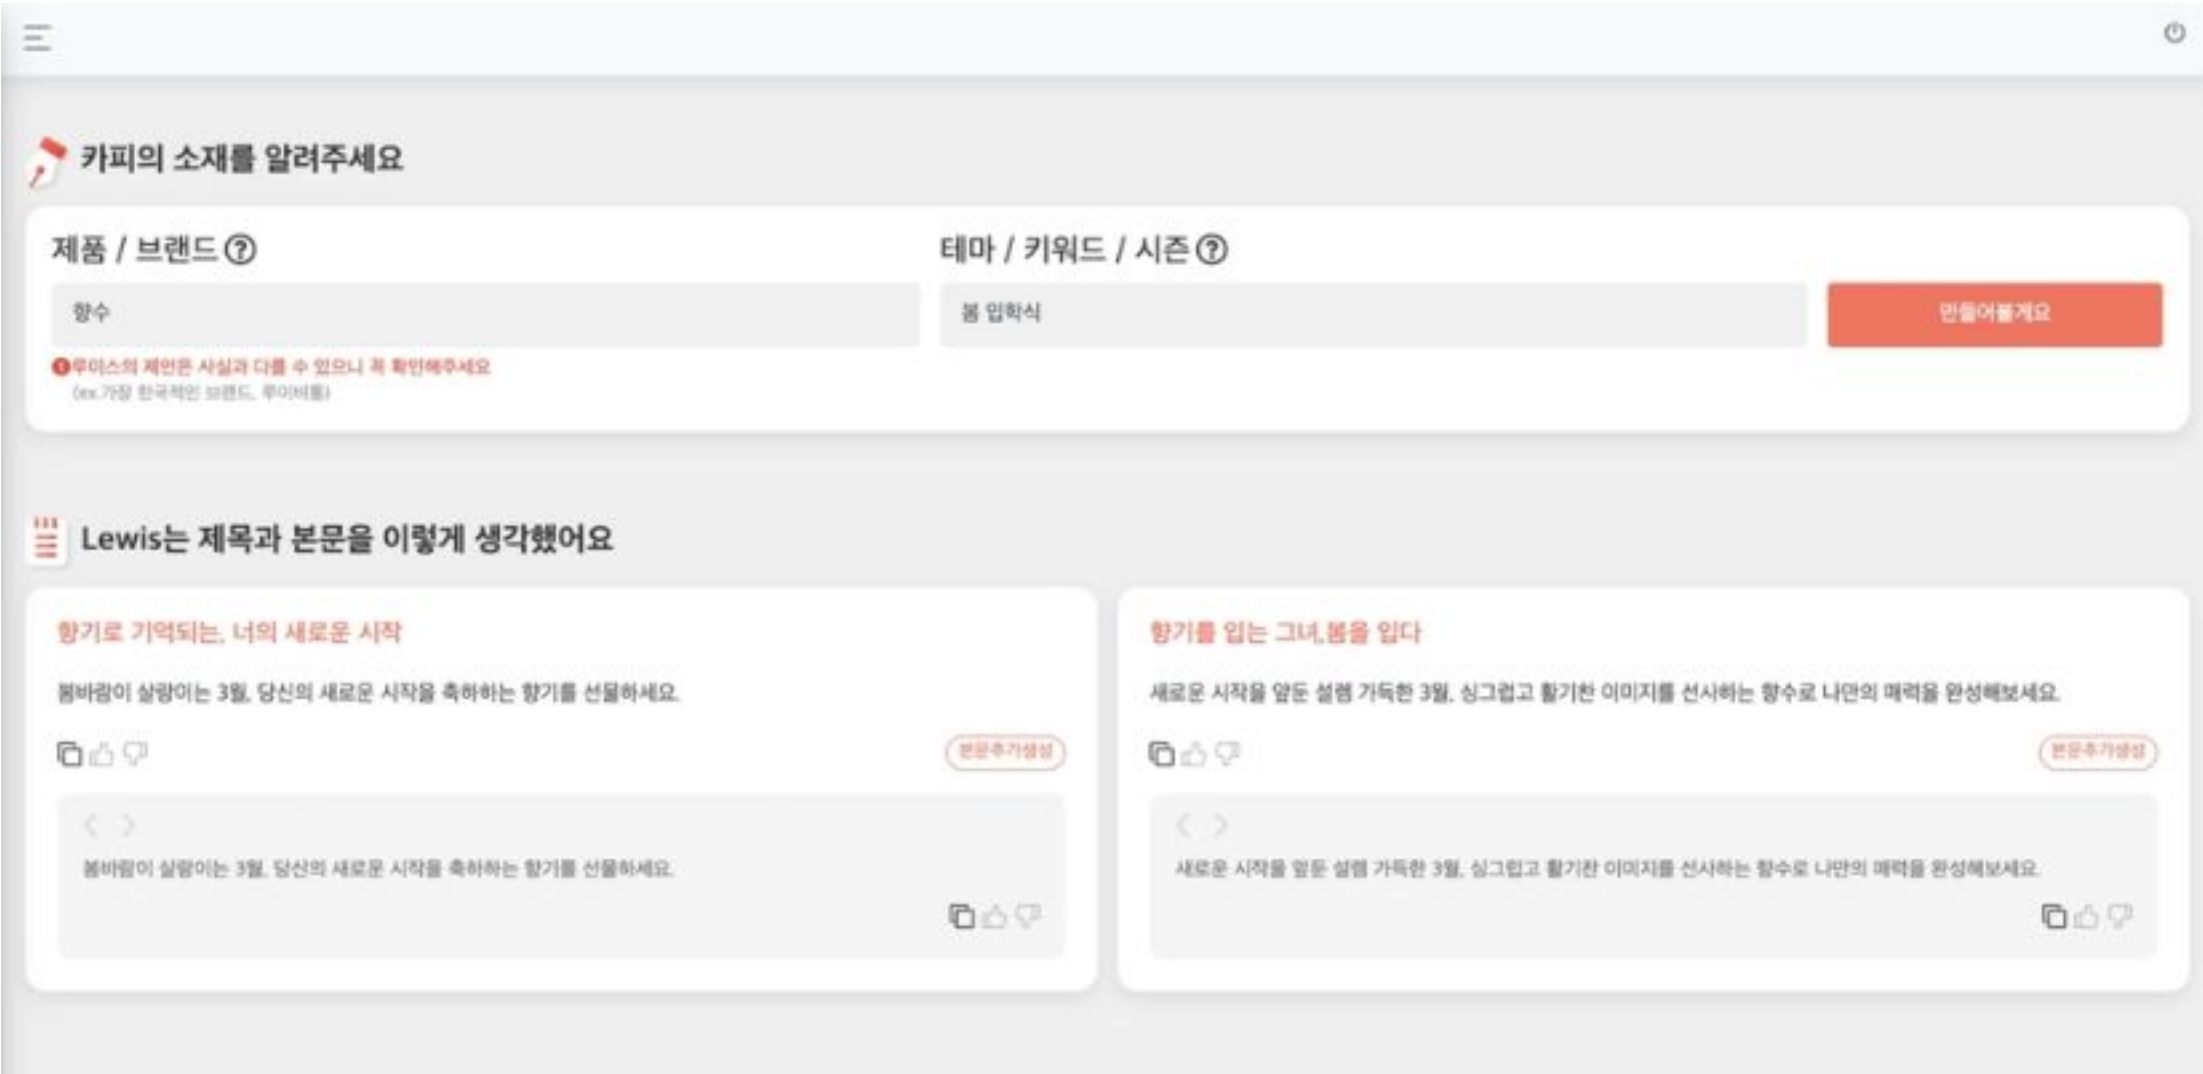 카피의 소재를 알려주세요
제품 / 브랜드
테마 / 키워드 / 시즌
향수
봄 입학식
만들어볼게요
루이스의 제안은 사실과 다를 수 있으니 꼭 확인해주세요
(ex.가장 한국적인 브랜드, 루이비통)
Lewis는 제목과 본문을 이렇게 생각했어요
향기로 기억되는, 너의 새로운 시작
봄바람이 살랑이는 3월, 당신의 새로운 시작을 축하하는 향기를 선물하세요.
본문추가생성
봄바람이 살랑이는 3월, 당신의 새로운 시작을 축하하는 향기를 선물하세요.
향기를 입는 그녀,봄을 입다
새로운 시작을 앞둔 설렘 가득한 3월, 싱그럽고 활기찬 이미지를 선사하는 향수로 나만의 매력을 완성해보세요.
본문추가생성
새로운 시작을 앞둔 설렘 가득한 3월, 싱그럽고 활기찬 이미지를 선사하는 향수로 나만의 매력을 완성해보세요.